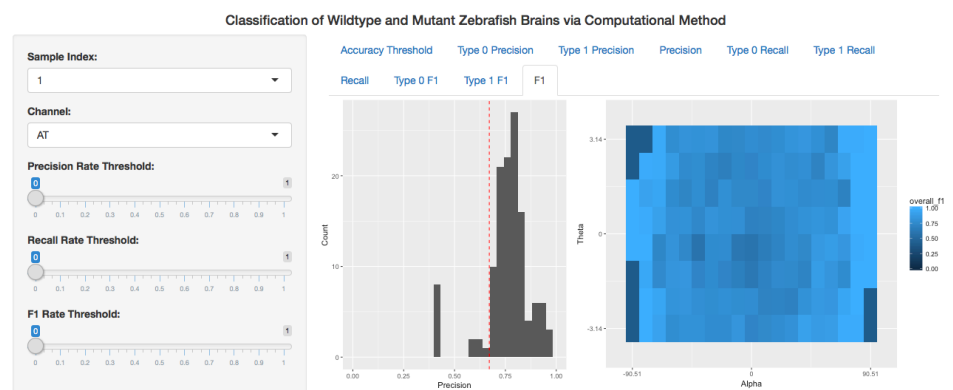 Classification of Wildtype and Mutant Zebrafish Brains via Computational Method
Sample Index:
1
Channel:
AT
Precision Rate Threshold:
0 1
0 0.1 0.2 0.3 0.4 0.5 0.6 0.7 0.8 0.9 1
Recall Rate Threshold:
0 1
0 0.1 0.2 0.3 0.4 0.5 0.6 0.7 0.8 0.9 1
F1 Rate Threshold:
0 1
0 0.1 0.2 0.3 0.4 0.5 0.6 0.7 0.8 0.9 1
Accuracy Threshold Type 0 Precision Type 1 Precision Precision Type 0 Recall Type 1 Recall
Recall Type 0 F1 Type 1 F1 F1
Count
20
10
0
0.00 0.25 0.50 0.75 1.00
Precision
Theta
3.14
0
-3.14
-90.51 0 90.51
Alpha
overall_f1
1.00
0.75
0.50
0.25
0.00